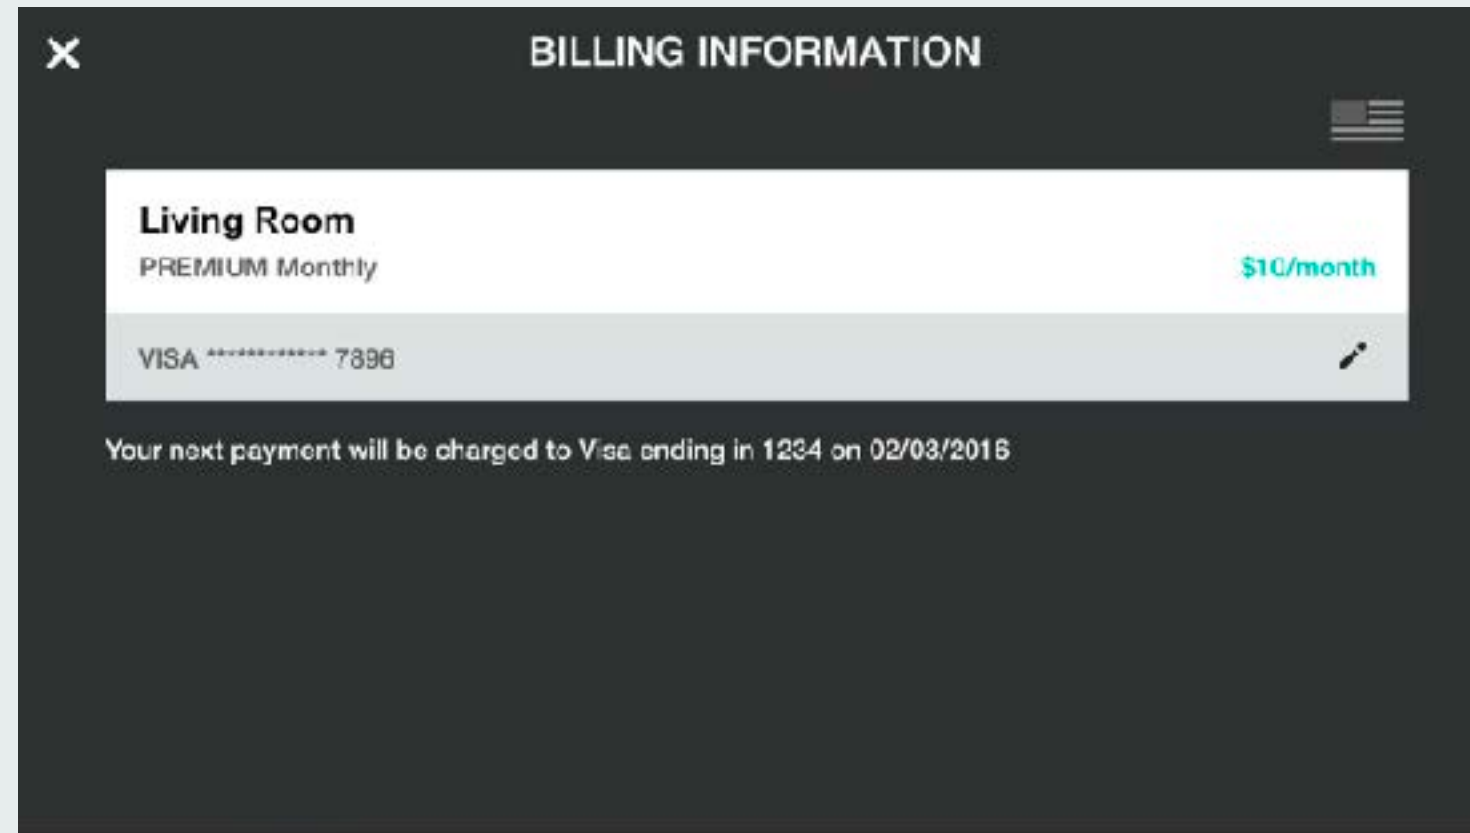 BILLING INFORMATION
Living Room
PREMIUM Monthly
$10/month
VISA ************ 7896
Your next payment will be charged to Visa ending in 1234 on 02/03/2016